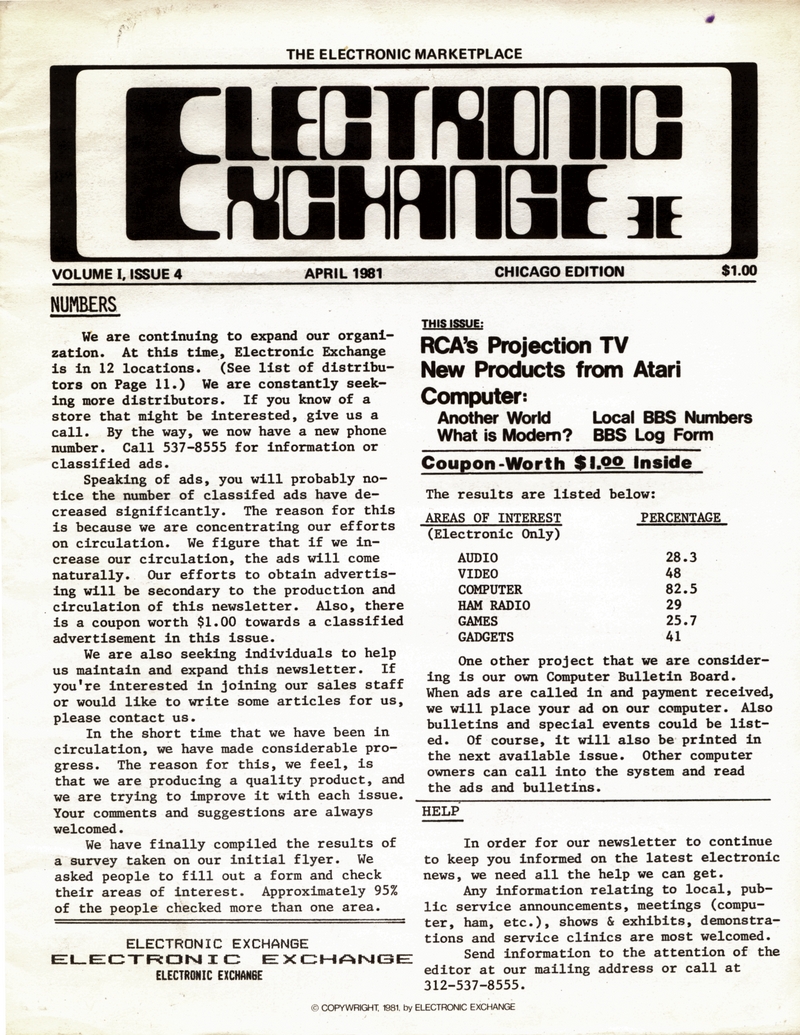 THE ELECTRONIC MARKETPLACE
ELECTRONIC
EXCHANGE EE
VOLUME I, ISSUE 4 APRIL 1981 CHICAGO EDITION $1.00
NUMBERS
We are continuing to expand our organi-
zation. At this time, Electronic Exchange
is in 12 locations. (See list of distribu-
tors on Page 11.) We are constantly seek-
ing more distributors. If you know of a
store that might be interested, give us a
call. By the way, we now have a new phone
number. Call 537-8555 for information or
classified ads.
Speaking of ads, you will probably no-
tice the number of classifed ads have de-
creased significantly. The reason for this
is because we are concentrating our efforts
on circulation. We figure that if we in-
crease our circulation, the ads will come
naturally. Our efforts to obtain advertis-
ing will be secondary to the production and
circulation of this newsletter. Also, there
is a coupon worth $1.00 towards a classified
advertisement in this issue.
We are also seeking individuals to help
us maintain and expand this newsletter. If
you're interested in joining our sales staff
or would like to write some articles for us,
please contact us.
In the short time that we have been in
circulation, we have made considerable pro-
gress. The reason for this, we feel, is
that we are producing a quality product, and
we are trying to improve it with each issue.
Your comments and suggestions are always
welcomed.
We have finally compiled the results of
a survey taken on our initial flyer. We
asked people to fill out a form and check
their areas of interest. Approximately 95%
of the people checked more than one area.
ELECTRONIC EXCHANGE
ELECTRONIC EXCHANGE
ELECTRONIC EXCHANGE
THIS ISSUE:
RCA's Projection TV
New Products from Atari
Computer:
Another World Local BBS Numbers
What is Modem? BBS Log Form
Coupon-Worth $1.00 Inside
The results are listed below:
AREAS OF INTEREST PERCENTAGE
(Electronic Only)
AUDIO 28.3
VIDEO 48
COMPUTER 82.5
HAM RADIO 29
GAMES 25.7
GADGETS 41
One other project that we are consider-
ing is our own Computer Bulletin Board.
When ads are called in and payment received,
we will place your ad on our computer. Also
bulletins and special events could be list-
ed. Of course, it will also be printed in
the next available issue. Other computer
owners can call into the system and read
the ads and bulletins.
HELP
In order for our newsletter to continue
to keep you informed on the latest electronic
news, we need all the help we can get.
Any information relating to local, pub-
lic service announcements, meetings (compu-
ter, ham, etc.), shows & exhibits, demonstra-
tions and service clinics are most welcomed.
Send information to the attention of the
editor at our mailing address or call at
312-537-8555.
© COPYWRIGHT, 1981. by ELECTRONIC EXCHANGE